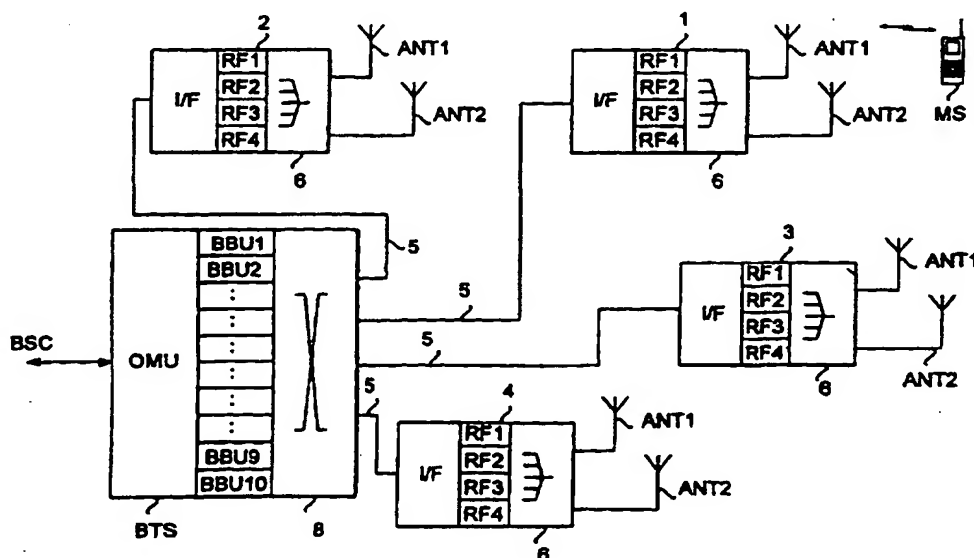 2
RF1
I/F
RF2
RF3
RF4
6
ANT1
ANT2
1
RF1
I/F
RF2
RF3
RF4
6
ANT1
ANT2
MS
BSC
OMU
BBU1
BBU2
BBU9
BBU10
BTS
8
5
5
5
5
3
RF1
I/F
RF2
RF3
RF4
6
ANT1
ANT2
4
RF1
I/F
RF2
RF3
RF4
6
ANT1
ANT2